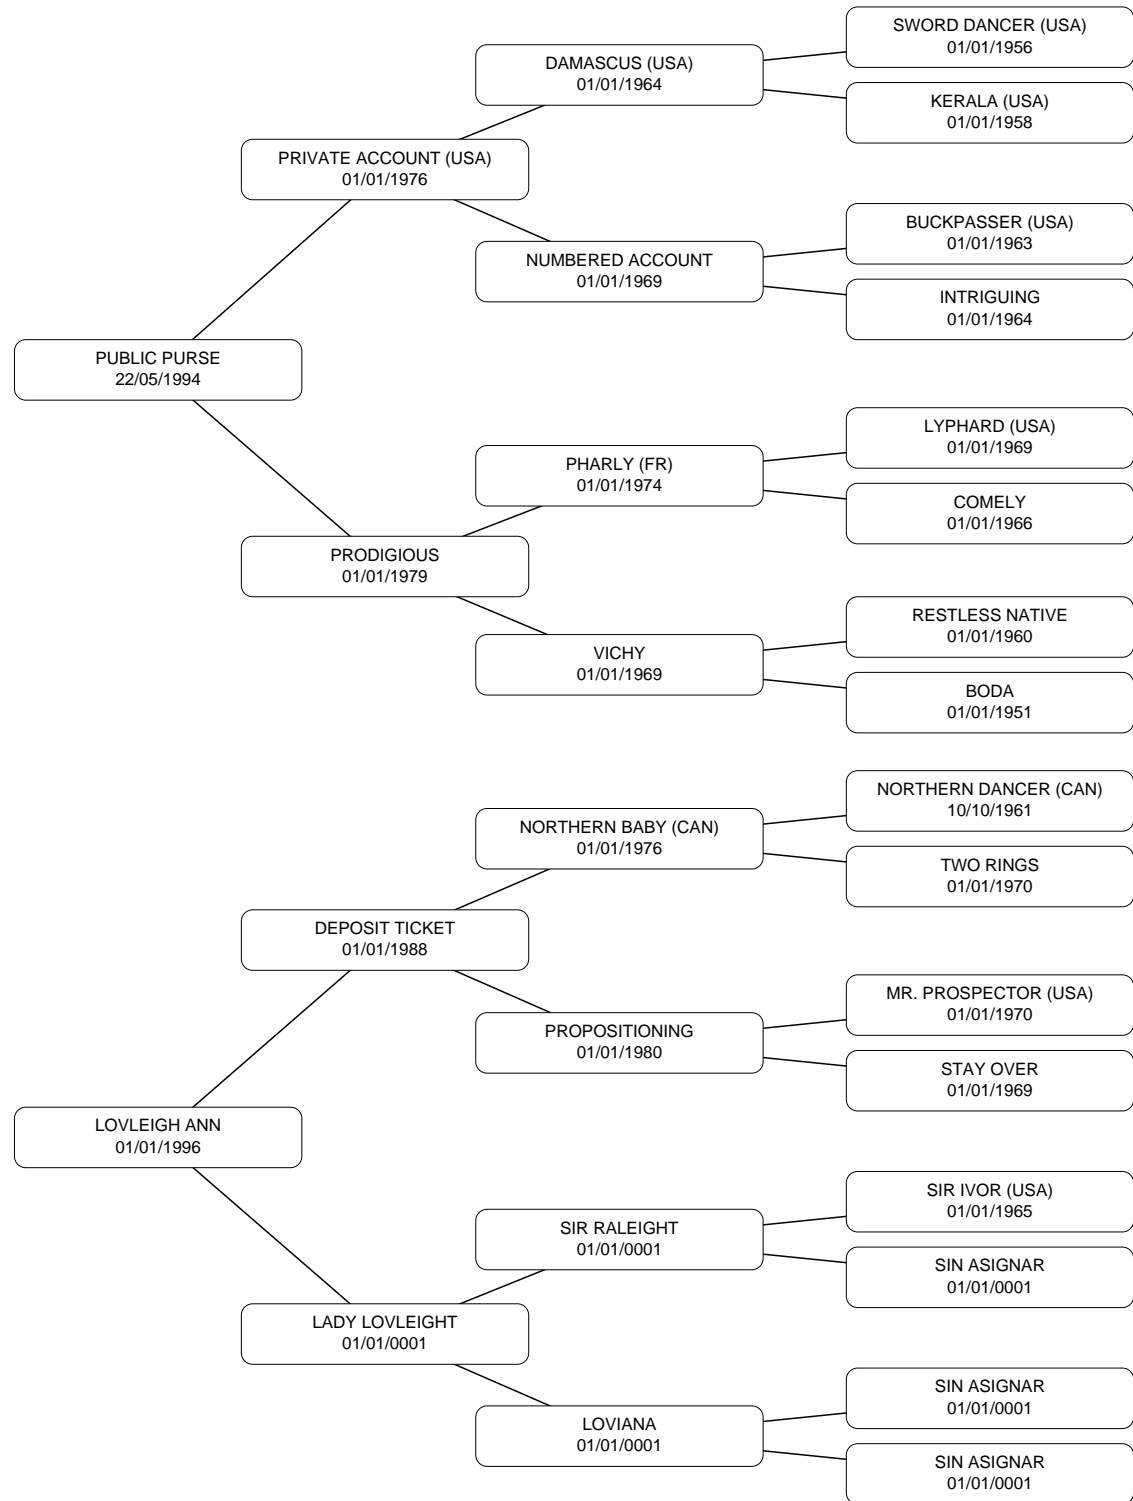 SWORD DANCER (USA)
01/01/1956
DAMASCUS (USA)
01/01/1964
KERALA (USA)
01/01/1958
PRIVATE ACCOUNT (USA)
01/01/1976
BUCKPASSER (USA)
01/01/1963
NUMBERED ACCOUNT
01/01/1969
INTRIGUING
01/01/1964
PUBLIC PURSE
22/05/1994
LYPHARD (USA)
01/01/1969
PHARLY (FR)
01/01/1974
COMELY
01/01/1966
PRODIGIOUS
01/01/1979
RESTLESS NATIVE
01/01/1960
VICHY
01/01/1969
BODA
01/01/1951
NORTHERN DANCER (CAN)
10/10/1961
NORTHERN BABY (CAN)
01/01/1976
TWO RINGS
01/01/1970
DEPOSIT TICKET
01/01/1988
MR. PROSPECTOR (USA)
01/01/1970
PROPOSITIONING
01/01/1980
STAY OVER
01/01/1969
LOVLEIGH ANN
01/01/1996
SIR IVOR (USA)
01/01/1965
SIR RALEIGHT
01/01/0001
SIN ASIGNAR
01/01/0001
LADY LOVLEIGHT
01/01/0001
SIN ASIGNAR
01/01/0001
LOVIANA
01/01/0001
SIN ASIGNAR
01/01/0001